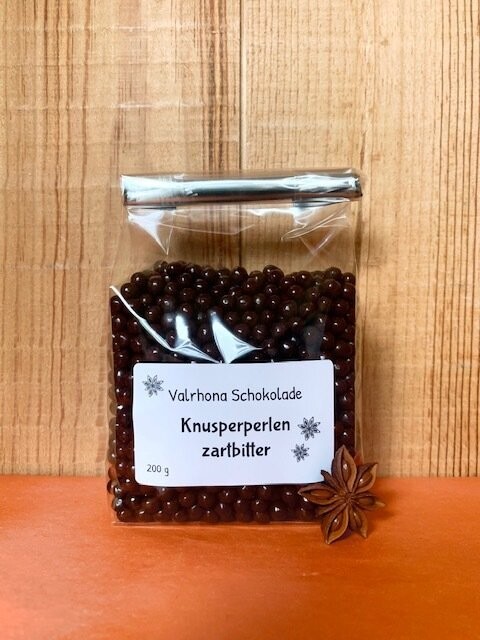 Valrhona Schokolade
Knusperperlen
zartbitter
200 g